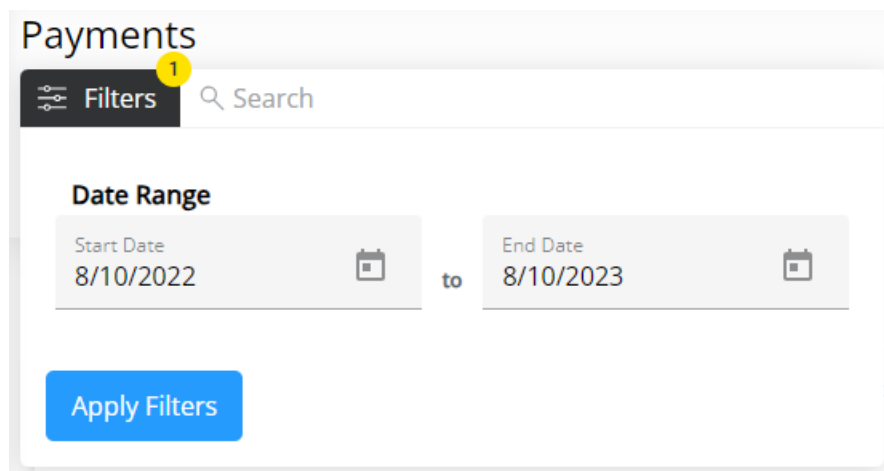 Payments
1
Filters
Search
Date Range
Start Date
8/10/2022
to
End Date
8/10/2023
Apply Filters